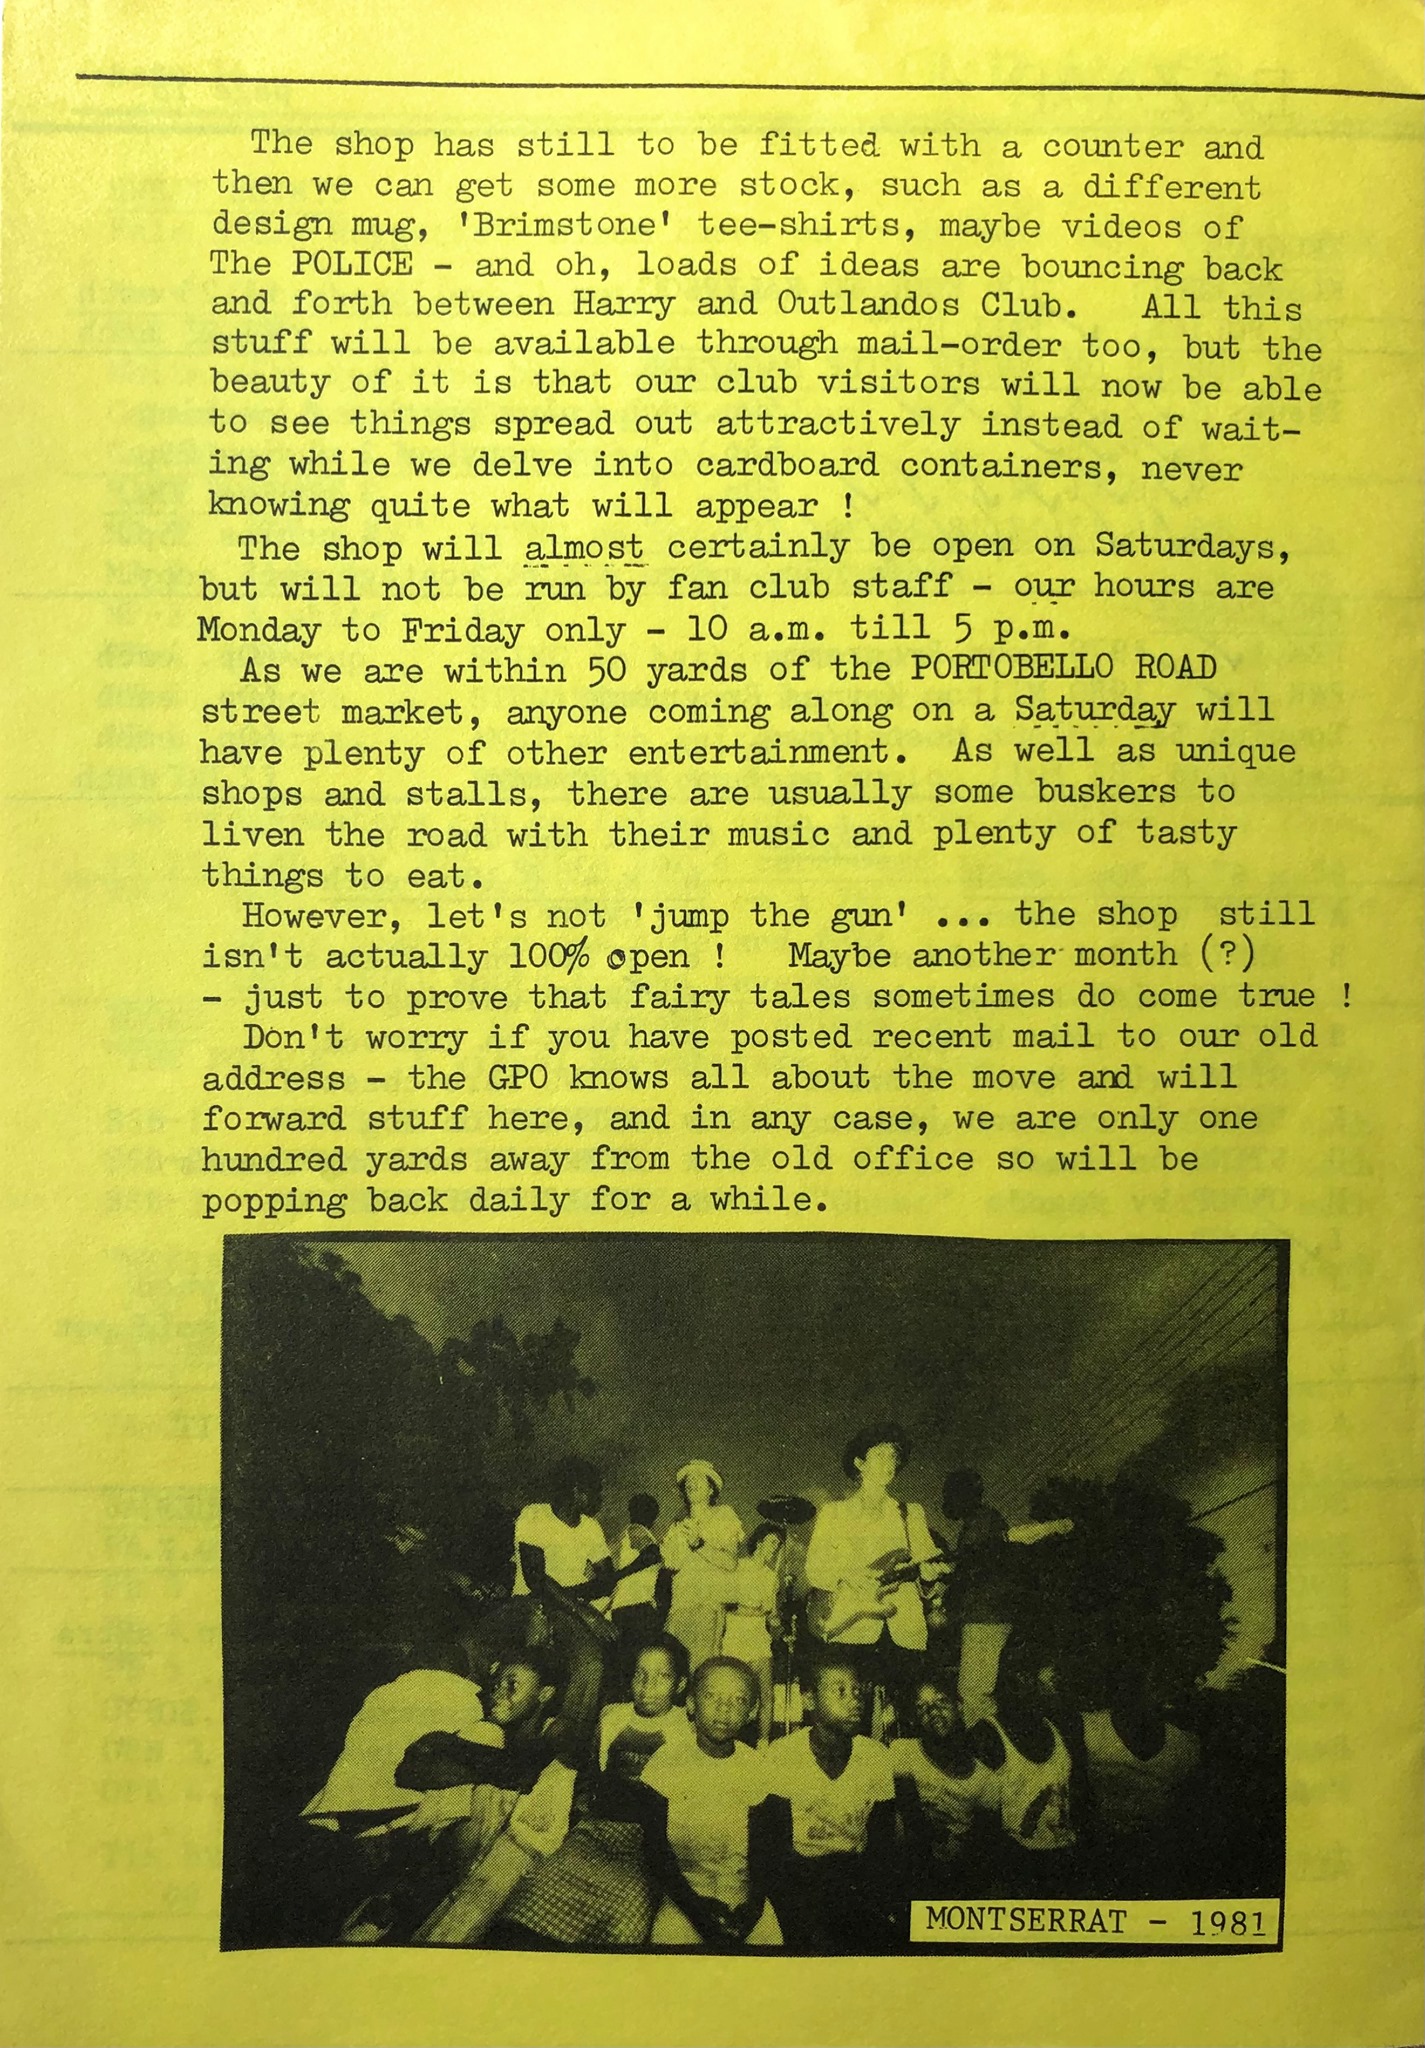 The shop has still to be fitted with a counter and
then we can get some more stock, such as a different
design mug, 'Brimstone' tee-shirts, maybe videos of
The POLICE - and oh, loads of ideas are bouncing back
and forth between Harry and Outlandos Club. All this
stuff will be available through mail-order too, but the
beauty of it is that our club visitors will now be able
to see things spread out attractively instead of wait-
ing while we delve into cardboard containers, never
knowing quite what will appear !
The shop will almost certainly be open on Saturdays,
but will not be run by fan club staff - our hours are
Monday to Friday only - 10 a.m. till 5 p.m.
As we are within 50 yards of the PORTOBELLO ROAD
street market, anyone coming along on a Saturday will
have plenty of other entertainment. As well as unique
shops and stalls, there are usually some buskers to
liven the road with their music and plenty of tasty
things to eat.
However, let's not 'jump the gun' ... the shop still
isn't actually 100% open ! Maybe another month (?)
- just to prove that fairy tales sometimes do come true !
Don't worry if you have posted recent mail to our old
address - the GPO knows all about the move and will
forward stuff here, and in any case, we are only one
hundred yards away from the old office so will be
popping back daily for a while.
MONTSERRAT - 1981